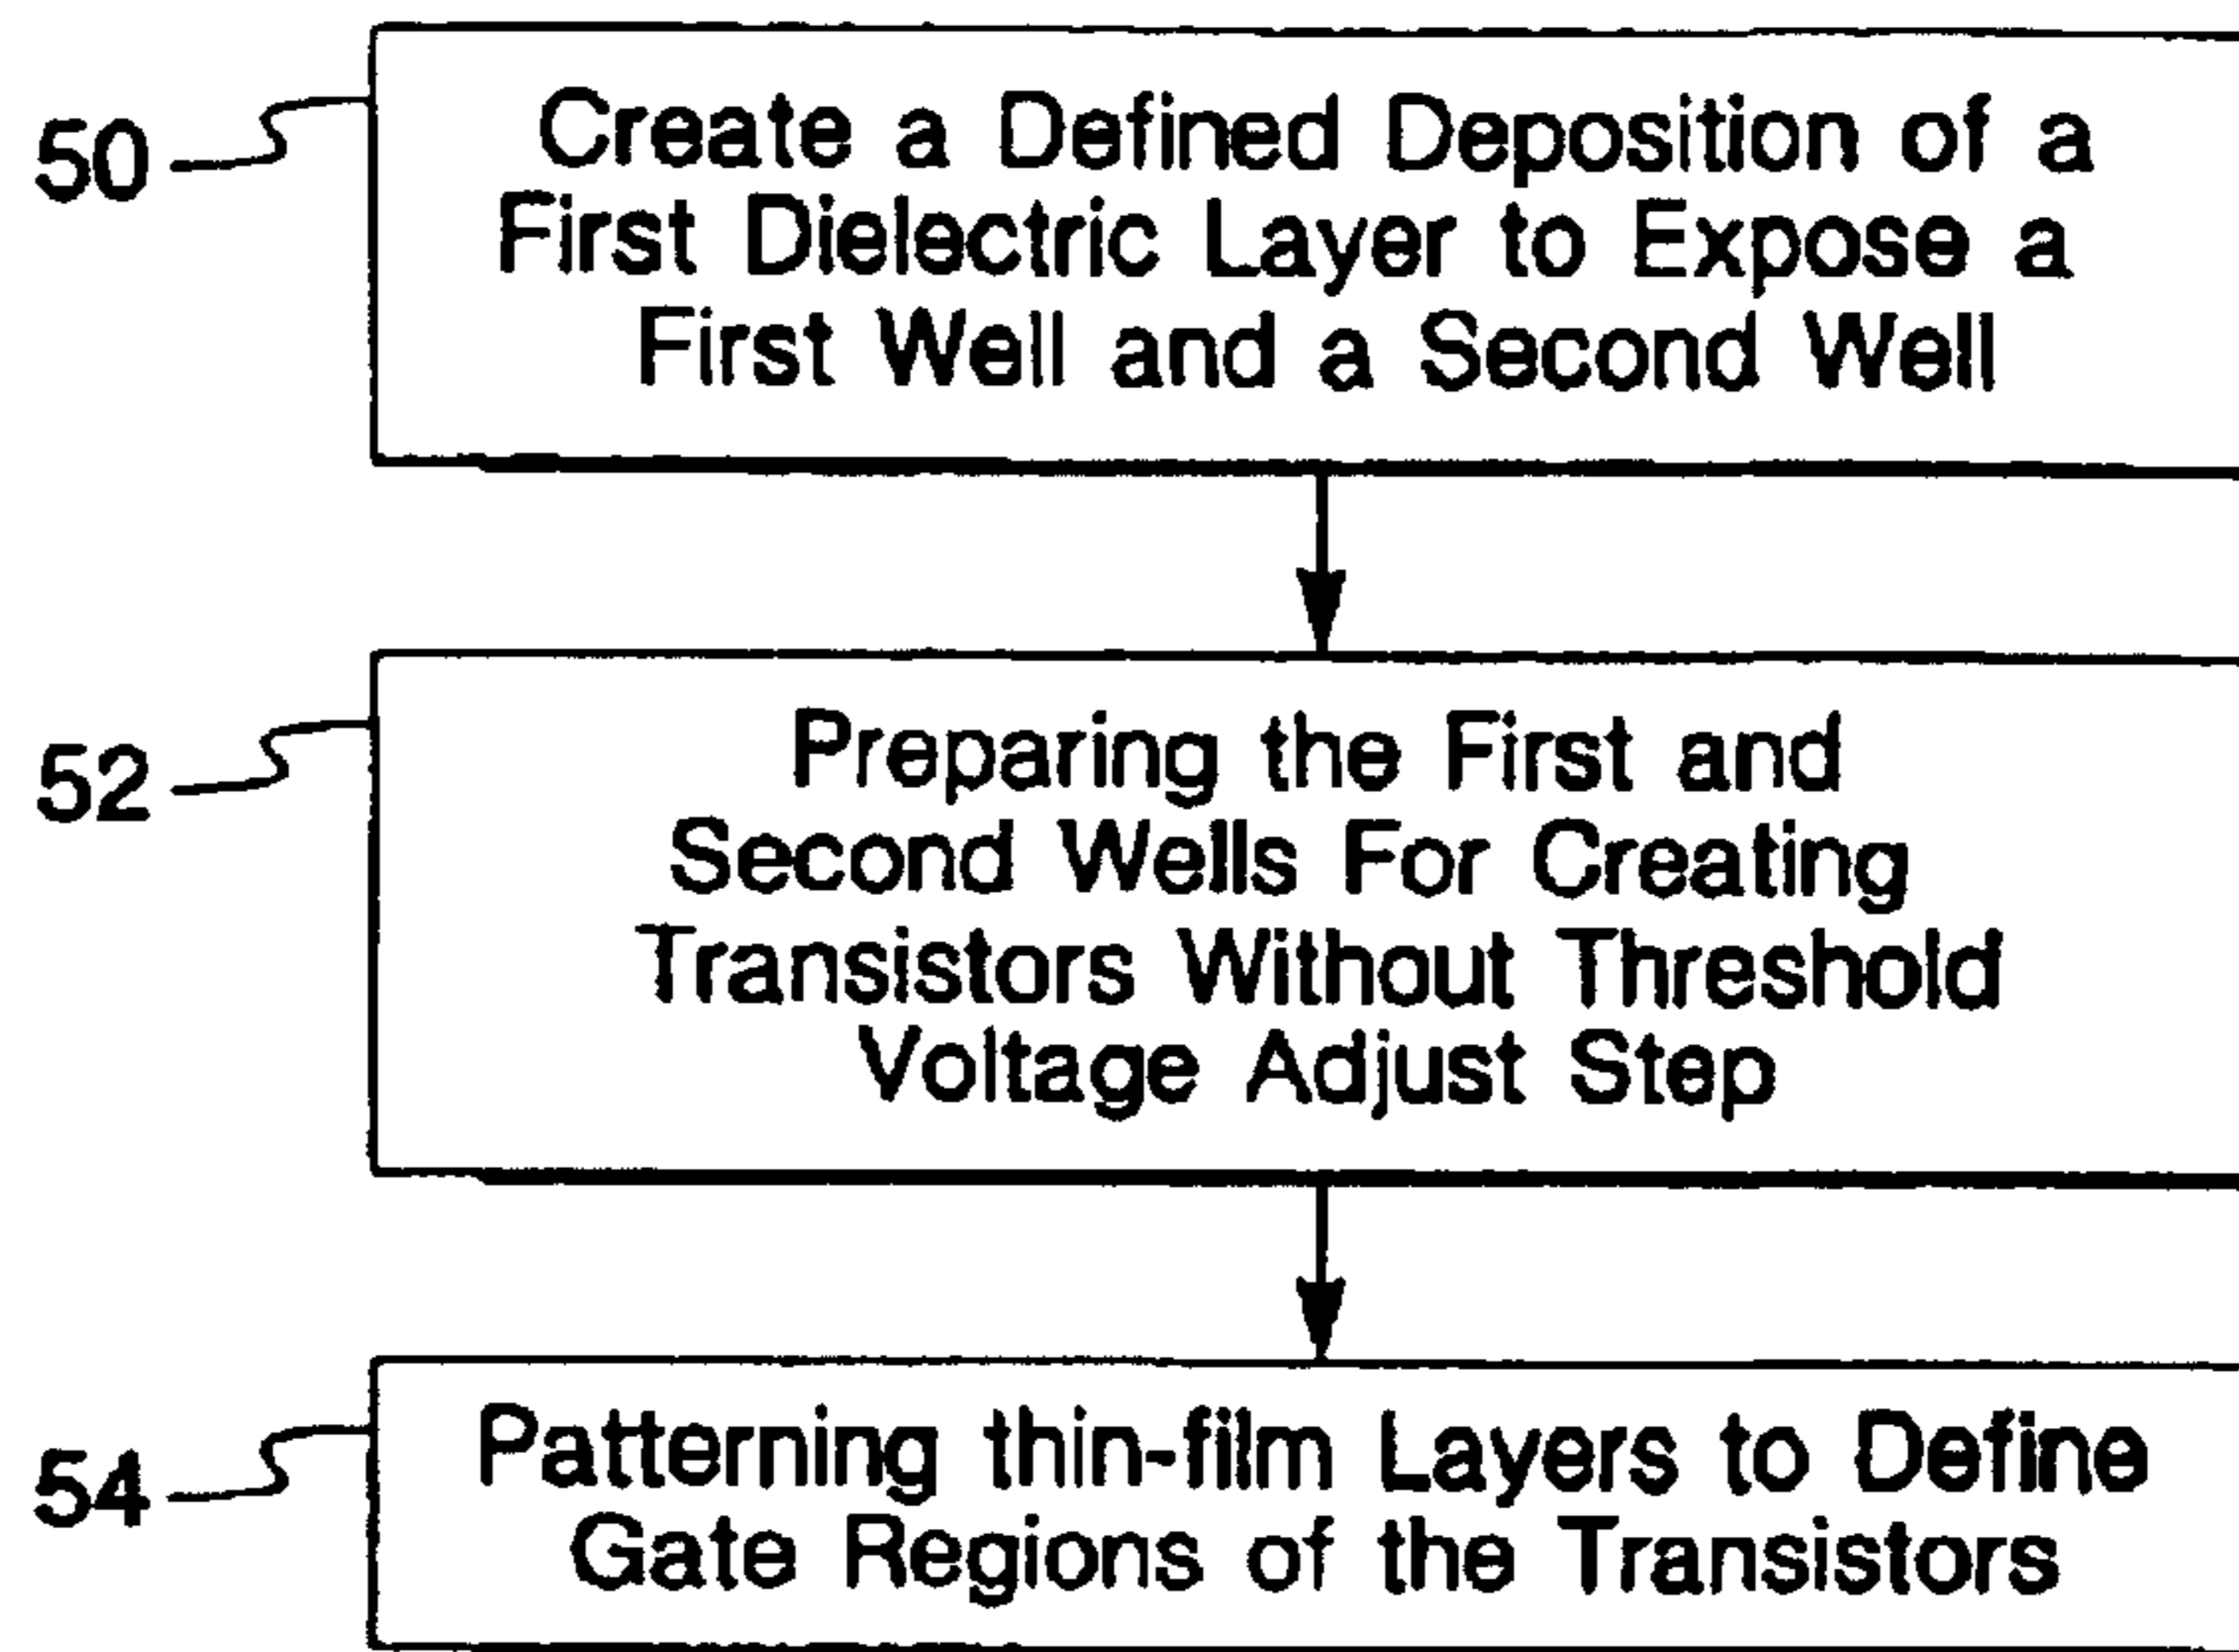 50
Create a Defined Deposition of a
First Dielectric Layer to Expose a
First Well and a Second Well
52
Preparing the First and
Second Wells For Creating
Transistors Without Threshold
Voltage Adjust Step
54
Patterning thin-film Layers to Define
Gate Regions of the Transistors